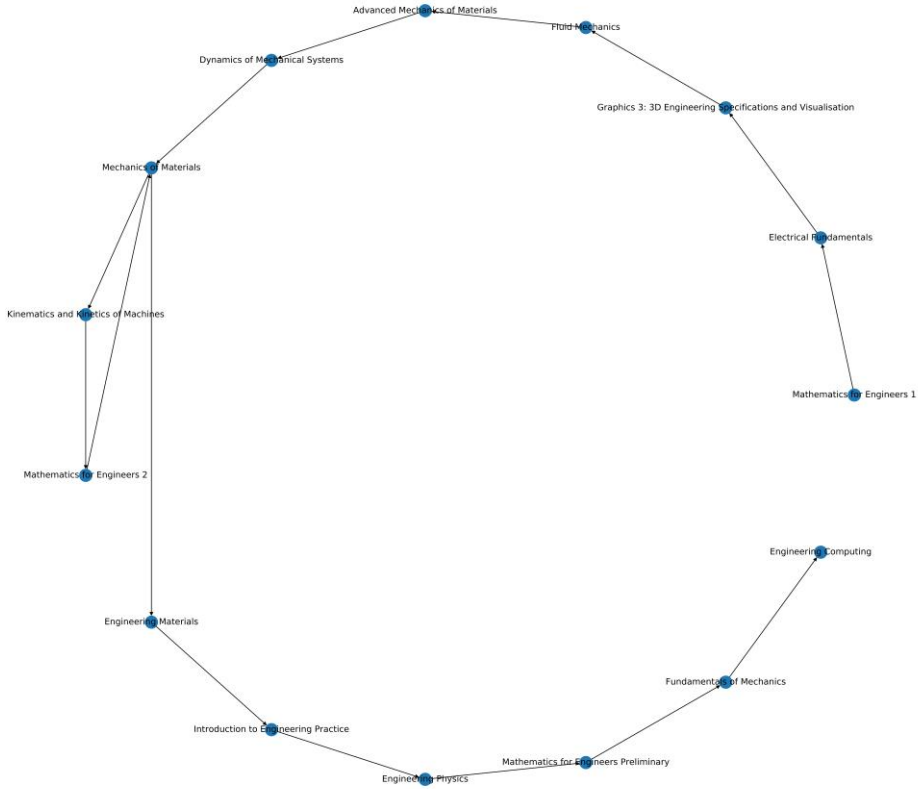 Advanced Mechanics of Materials
Fluid Mechanics
Dynamics of Mechanical Systems
Graphics 3: 3D Engineering Specifications and Visualisation
Mechanics of Materials
Electrical Fundamentals
Kinematics and Kinetics of Machines
Mathematics for Engineers 1
Mathematics for Engineers 2
Engineering Computing
Engineering Materials
Fundamentals of Mechanics
Introduction to Engineering Practice
Mathematics for Engineers Preliminary
Engineering Physics